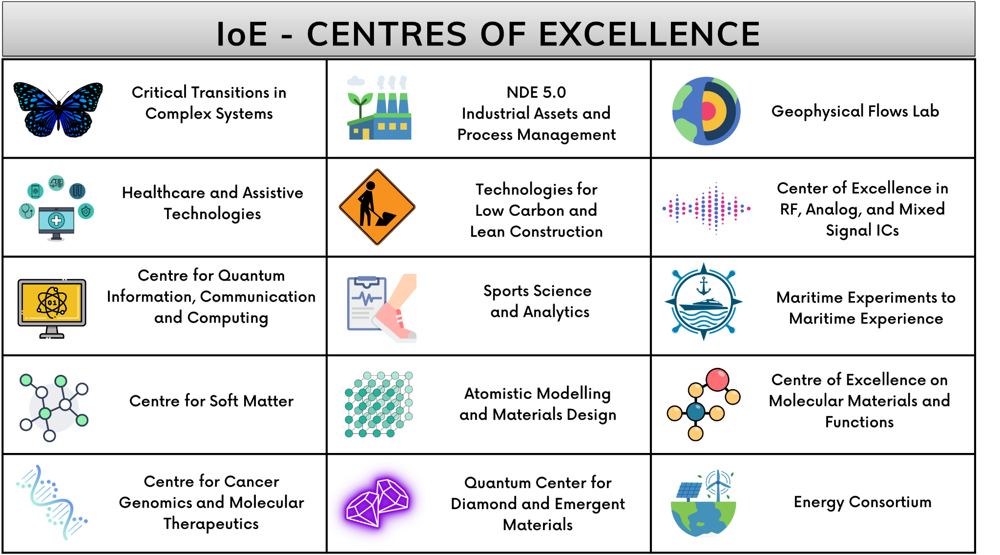 IoE - CENTRES OF EXCELLENCE
Critical Transitions in
Complex Systems
NDE 5.0
Industrial Assets and
Process Management
Geophysical Flows Lab
Healthcare and Assistive
Technologies
Technologies for
Low Carbon and
Lean Construction
Center of Excellence in
RF, Analog, and Mixed
Signal ICs
01
Centre for Quantum
Information, Communication
and Computing
Sports Science
and Analytics
Maritime Experiments to
Maritime Experience
Centre for Soft Matter
Atomistic Modelling
and Materials Design
Centre of Excellence on
Molecular Materials and
Functions
Centre for Cancer
Genomics and Molecular
Therapeutics
Quantum Center for
Diamond and Emergent
Materials
Energy Consortium